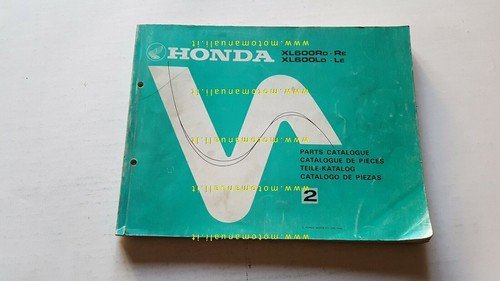 HONDA
XL600RD · RE
XL600LD · LE
PARTS CATALOGUE
CATALOGUE DE PIECES
TEILE-KATALOG
CATALOGO DE PIEZAS
2
www.motomanuali.it
www.motomanuali.it
www.motomanuali.it
www.motomanuali.it